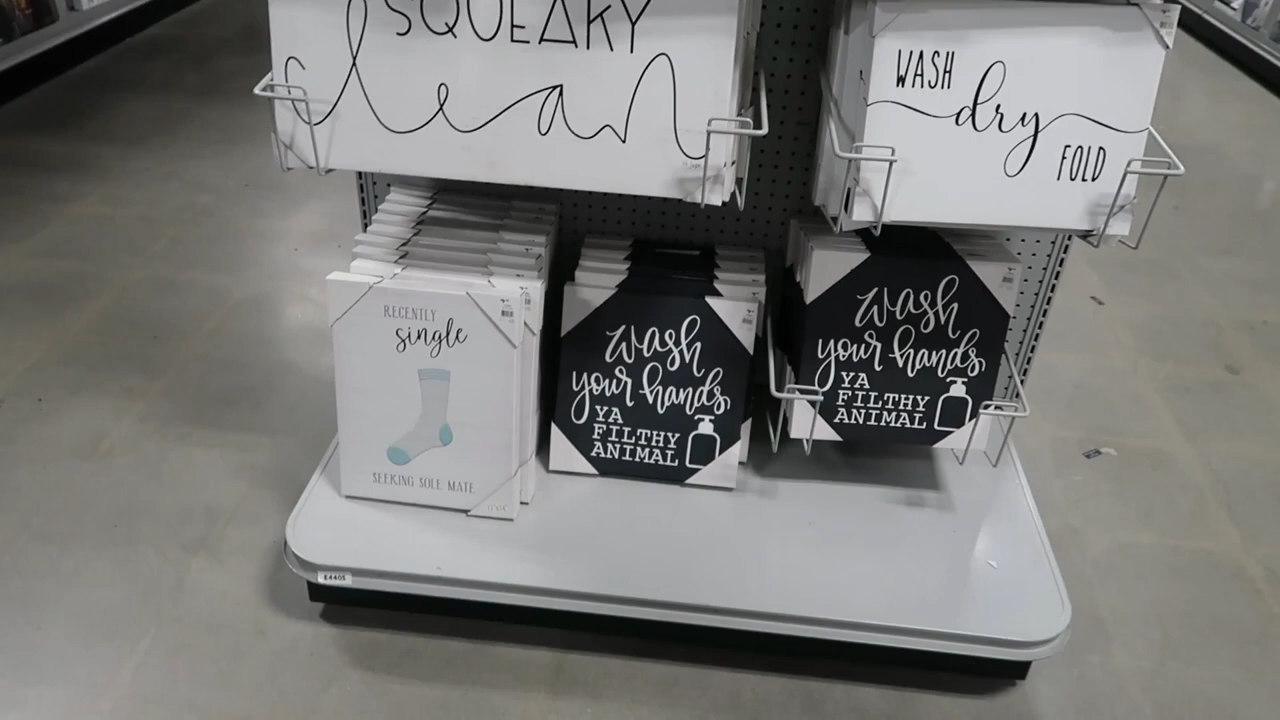 SQUEAKY
clean
WASH
dry
FOLD
RECENTLY
single
SEEKING SOLE MATE
wash
your hands
YA
FILTHY
ANIMAL
wash
your hands
YA
FILTHY
ANIMAL
E4405